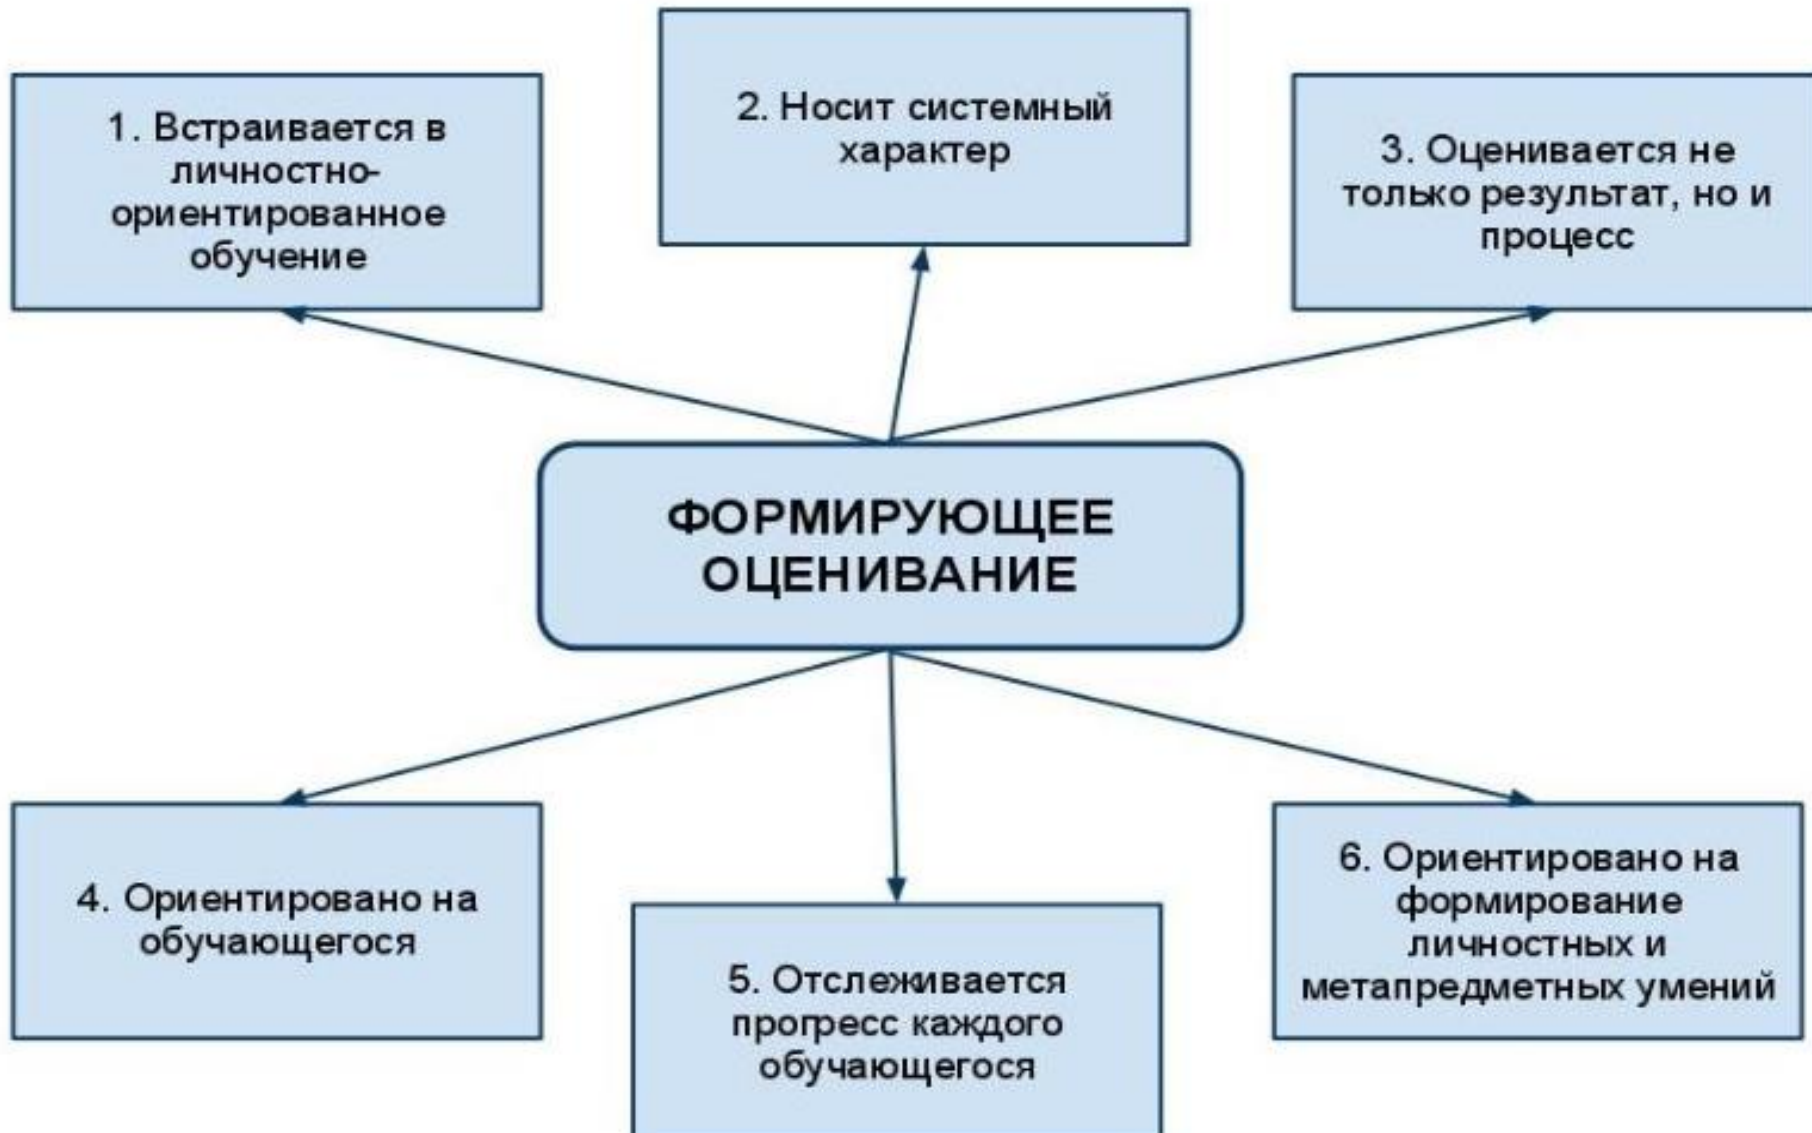 1. Встраивается в
личностно-
ориентированное
обучение
2. Носит системный
характер
3. Оценивается не
только результат, но и
процесс
ФОРМИРУЮЩЕЕ
ОЦЕНИВАНИЕ
4. Ориентировано на
обучающегося
5. Отслеживается
прогресс каждого
обучающегося
6. Ориентировано на
формирование
личностных и
метапредметных умений